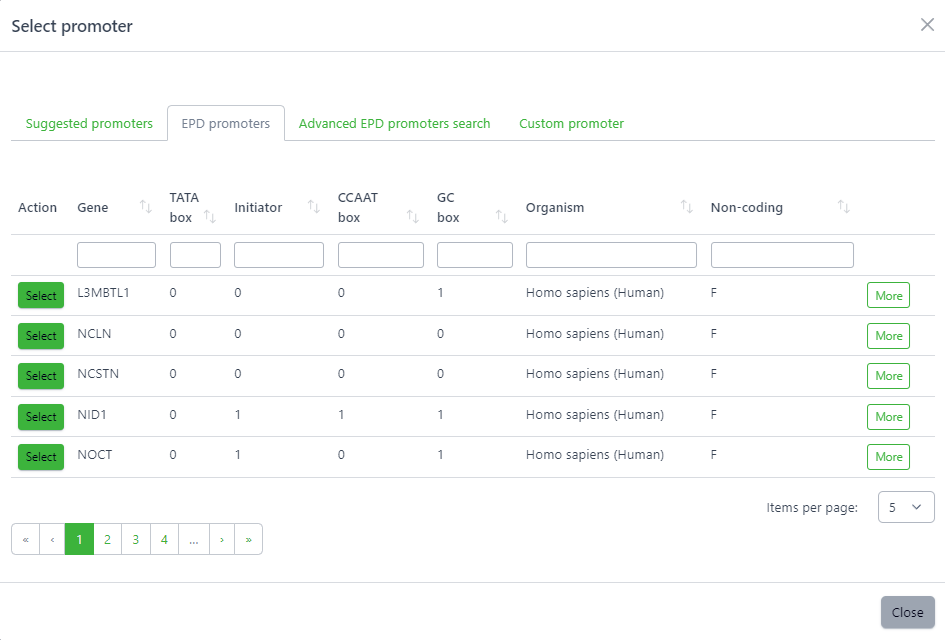 Select promoter
Suggested promoters EPD promoters Advanced EPD promoters search Custom promoter
Action Gene TATA box Initiator CCAAT box GC box Organism Non-coding
Select L3MBTL1 0 0 0 1 Homo sapiens (Human) F More
Select NCLN 0 0 0 0 Homo sapiens (Human) F More
Select NCSTN 0 0 0 0 Homo sapiens (Human) F More
Select NID1 0 1 1 1 Homo sapiens (Human) F More
Select NOCT 0 1 0 1 Homo sapiens (Human) F More
Items per page: 5
« ‹ 1 2 3 4 ... › »
Close